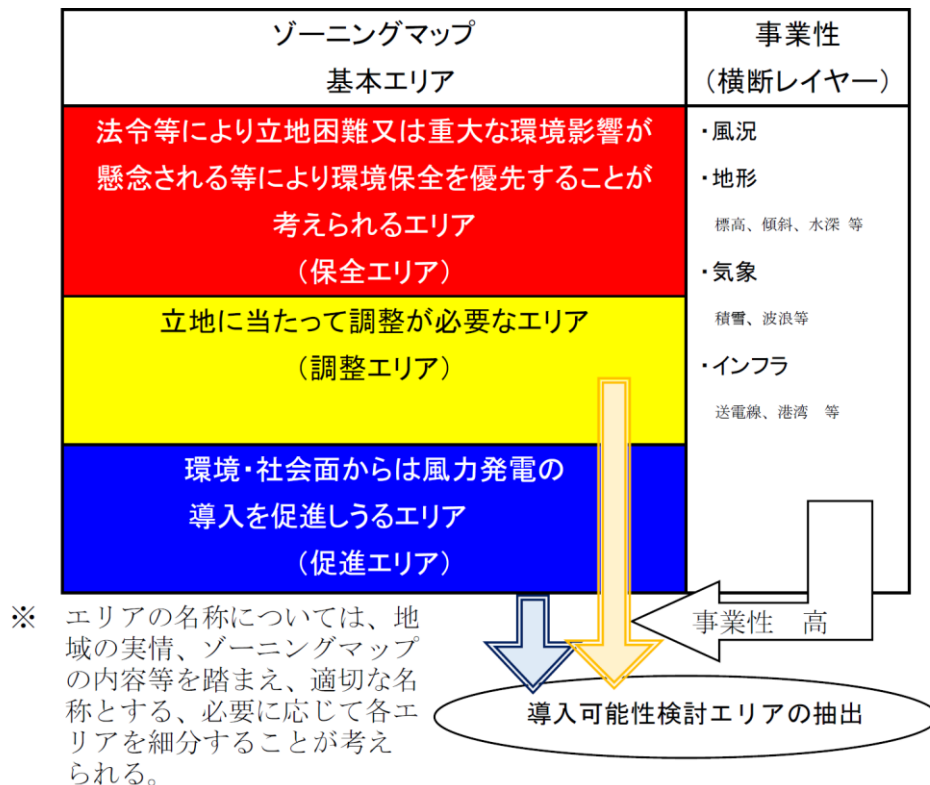 ゾーニングマップ
基本エリア
事業性
（横断レイヤー）
法令等により立地困難又は重大な環境影響が
懸念される等により環境保全を優先することが
考えられるエリア
（保全エリア）
立地に当たって調整が必要なエリア
（調整エリア）
環境・社会面からは風力発電の
導入を促進しうるエリア
（促進エリア）
・風況
・地形
標高、傾斜、水深 等
・気象
積雪、波浪等
・インフラ
送電線、港湾　等
事業性　高
導入可能性検討エリアの抽出
※　エリアの名称については、地
域の実情、ゾーニングマップ
の内容等を踏まえ、適切な名
称とする、必要に応じて各エ
リアを細分することが考え
られる。